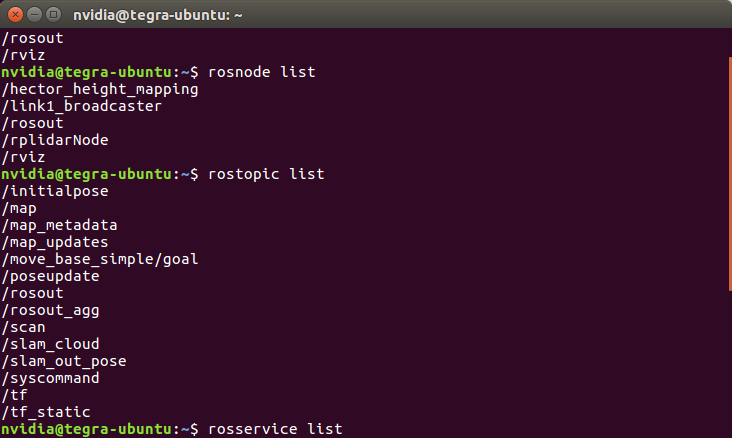 nvidia@tegra-ubuntu: ~
/rosout
/rviz
nvidia@tegra-ubuntu:~$ rosnode list
/hector_height_mapping
/link1_broadcaster
/rosout
/rplidarNode
/rviz
nvidia@tegra-ubuntu:~$ rostopic list
/initialpose
/map
/map_metadata
/map_updates
/move_base_simple/goal
/poseupdate
/rosout
/rosout_agg
/scan
/slam_cloud
/slam_out_pose
/syscommand
/tf
/tf_static
nvidia@tegra-ubuntu:~$ rosservice list